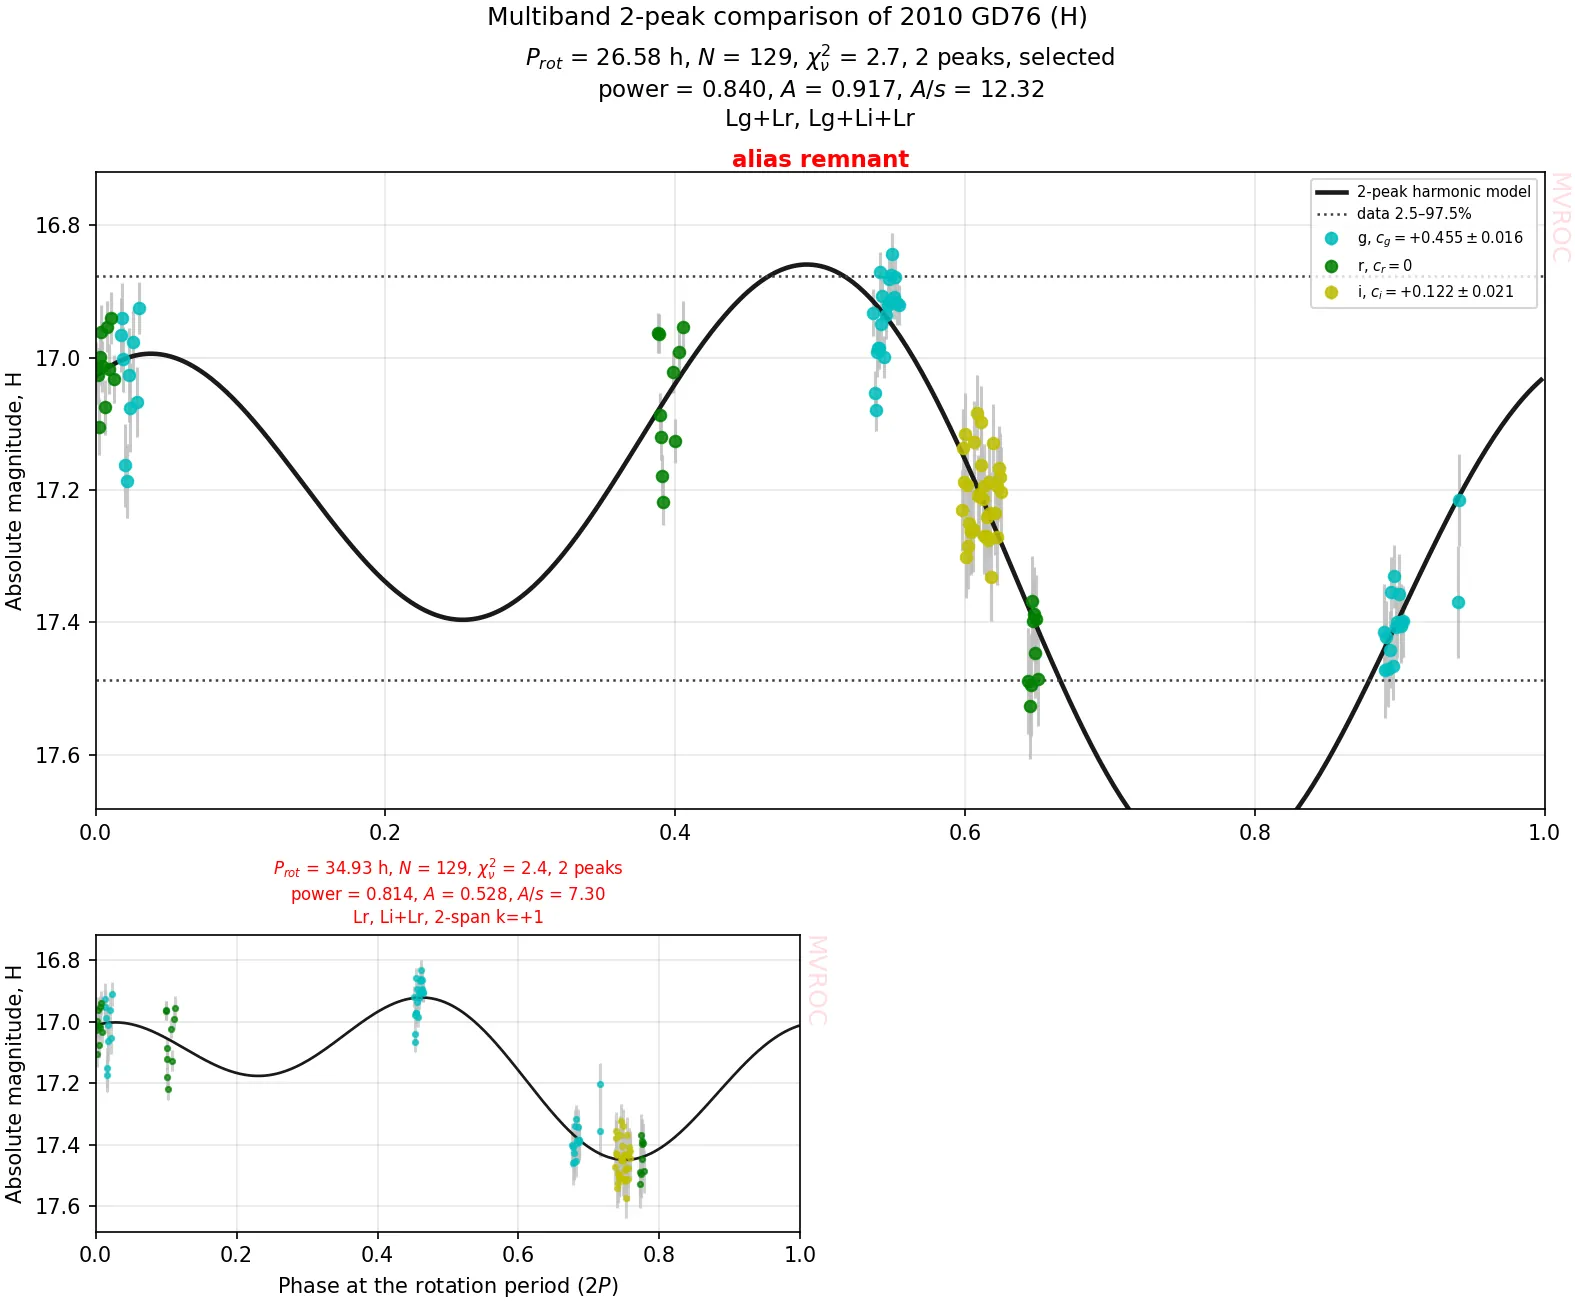 Multiband 2-peak comparison of 2010 GD76 (H)
P_rot = 26.58 h, N = 129, χ²_ν = 2.7, 2 peaks, selected
power = 0.840, A = 0.917, A/s = 12.32
Lg+Lr, Lg+Li+Lr
alias remnant
MVROC
2-peak harmonic model
data 2.5–97.5%
g, c_g = +0.455 ± 0.016
r, c_r = 0
i, c_i = +0.122 ± 0.021
Absolute magnitude, H
16.8
17.0
17.2
17.4
17.6
0.0 0.2 0.4 0.6 0.8 1.0
P_rot = 34.93 h, N = 129, χ²_ν = 2.4, 2 peaks
power = 0.814, A = 0.528, A/s = 7.30
Lr, Li+Lr, 2-span k=+1
MVROC
Absolute magnitude, H
16.8
17.0
17.2
17.4
17.6
0.0 0.2 0.4 0.6 0.8 1.0
Phase at the rotation period (2P)